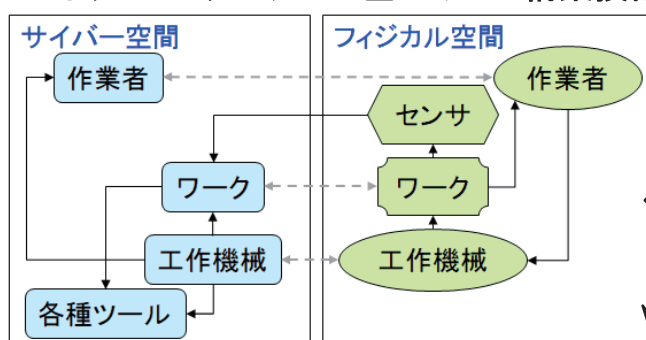 サイバー空間
作業者
ワーク
工作機械
各種ツール
フィジカル空間
作業者
センサ
ワーク
工作機械